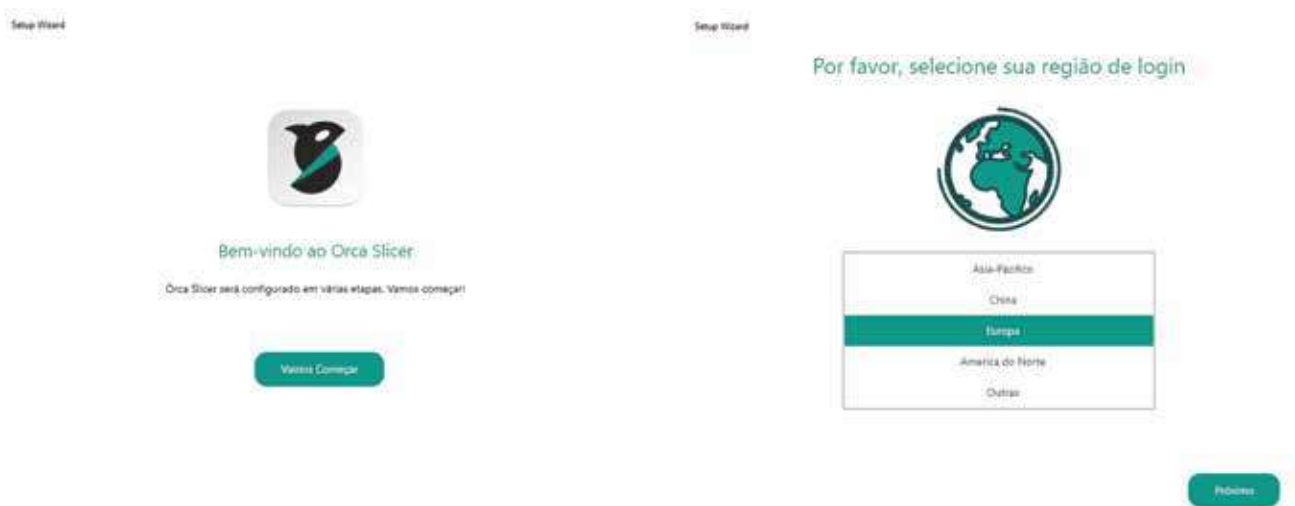 Setup Wizard
Bem-vindo ao Orca Slicer
Orca Slicer será configurado em várias etapas. Vamos começar!
Vamos Começar
Setup Wizard
Por favor, selecione sua região de login
Asia-Pacifico
China
Europa
America do Norte
Outras
Próximo